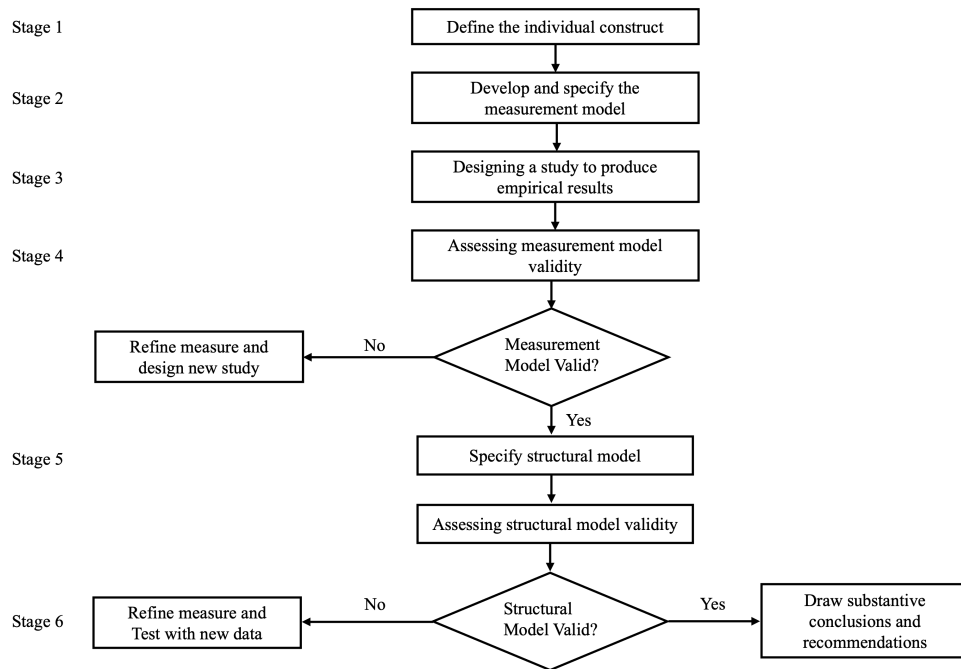 Stage 1
Define the individual construct
Stage 2
Develop and specify the
measurement model
Stage 3
Designing a study to produce
empirical results
Stage 4
Assessing measurement model
validity
Refine measure and
design new study
No
Measurement
Model Valid?
Yes
Stage 5
Specify structural model
Assessing structural model validity
Stage 6
Refine measure and
Test with new data
No
Structural
Model Valid?
Yes
Draw substantive
conclusions and
recommendations